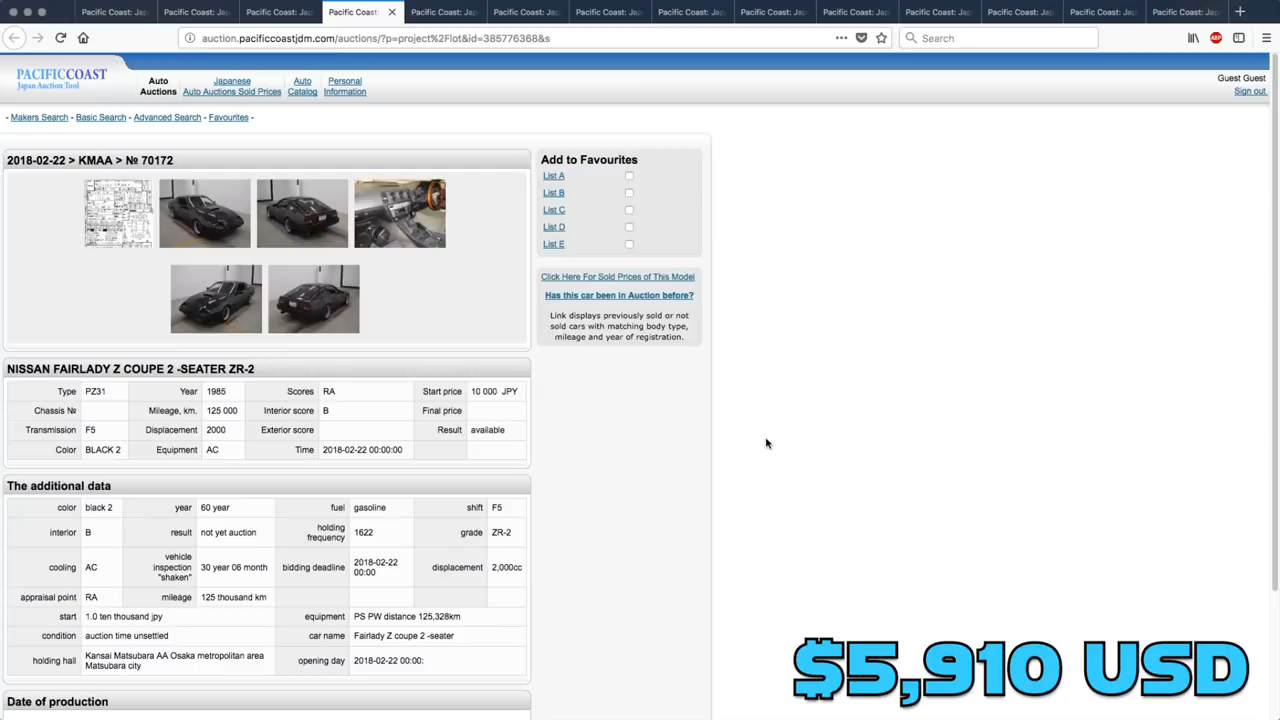 Pacific Coast: Jap Pacific Coast: Jap Pacific Coast: Jap Pacific Coast: Pacific Coast: Jap Pacific Coast: Jap Pacific Coast: Jap Pacific Coast: Jap Pacific Coast: Jap Pacific Coast: Jap Pacific Coast: Jap Pacific Coast: Jap Pacific Coast: Jap Pacific Coast: Jap
auction.pacificcoastjdm.com/auctions/?p=project%2Flot&id=385776368&s
Search
ABP
PACIFIC COAST
Japan Auction Tool
Auto Auctions
Japanese Auto Auctions Sold Prices
Auto Catalog
Personal Information
Guest Guest
Sign out
- Makers Search - Basic Search - Advanced Search - Favourites -
2018-02-22 > KMAA > № 70172
Add to Favourites
List A
List B
List C
List D
List E
Click Here For Sold Prices of This Model
Has this car been in Auction before?
Link displays previously sold or not
sold cars with matching body type,
mileage and year of registration.
NISSAN FAIRLADY Z COUPE 2 -SEATER ZR-2
Type PZ31 Year 1985 Scores RA Start price 10 000 JPY
Chassis № Mileage, km. 125 000 Interior score B Final price
Transmission F5 Displacement 2000 Exterior score Result available
Color BLACK 2 Equipment AC Time 2018-02-22 00:00:00
The additional data
color black 2 year 60 year fuel gasoline shift F5
interior B result not yet auction holding frequency 1622 grade ZR-2
cooling AC vehicle inspection "shaken" 30 year 06 month bidding deadline 2018-02-22 00:00 displacement 2,000cc
appraisal point RA mileage 125 thousand km
start 1.0 ten thousand jpy equipment PS PW distance 125,328km
condition auction time unsettled car name Fairlady Z coupe 2 -seater
holding hall Kansai Matsubara AA Osaka metropolitan area Matsubara city opening day 2018-02-22 00:00:
Date of production
$5,910 USD